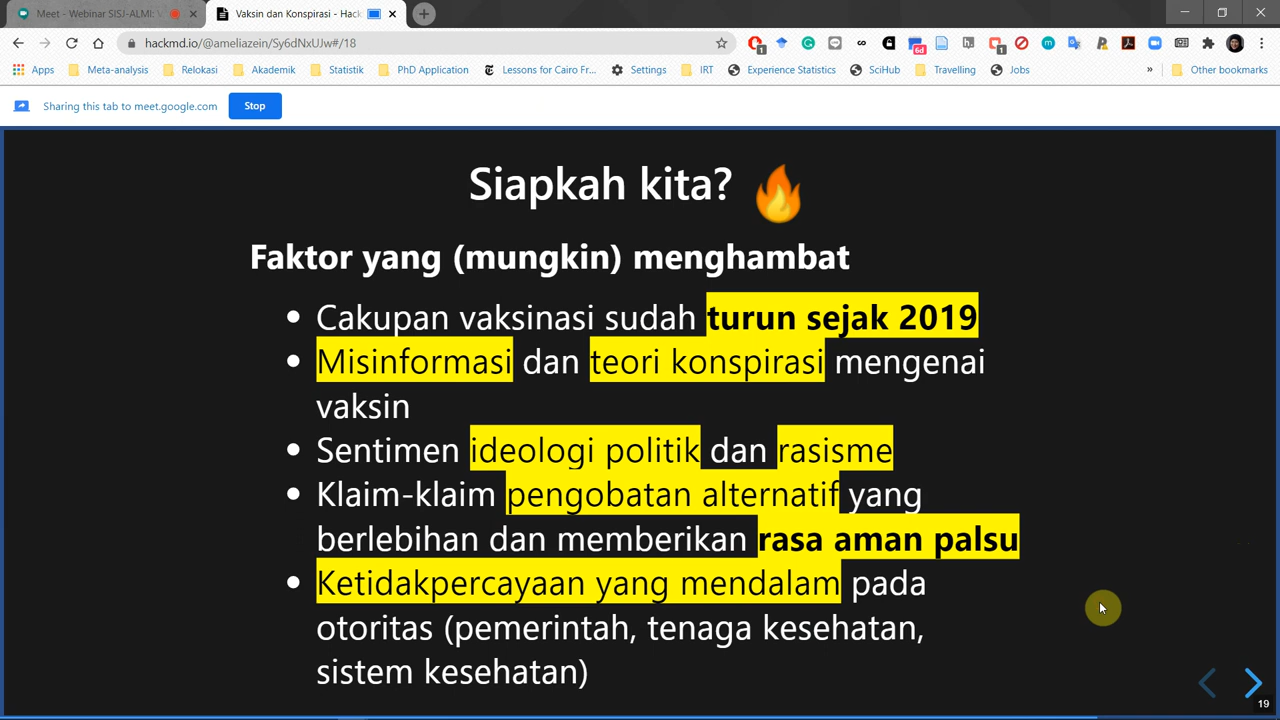 Meet - Webinar SISJ-ALMI: V
Vaksin dan Konspirasi - Hack
hackmd.io/@ameliazein/Sy6dNxUJw#/18
1
6d
1
Apps
Meta-analysis
Relokasi
Akademik
Statistik
PhD Application
Lessons for Cairo Fr...
Settings
IRT
Experience Statistics
SciHub
Travelling
Jobs
»
Other bookmarks
Sharing this tab to meet.google.com
Stop
Siapkah kita?
Faktor yang (mungkin) menghambat
Cakupan vaksinasi sudah turun sejak 2019
Misinformasi dan teori konspirasi mengenai
vaksin
Sentimen ideologi politik dan rasisme
Klaim-klaim pengobatan alternatif yang
berlebihan dan memberikan rasa aman palsu
Ketidakpercayaan yang mendalam pada
otoritas (pemerintah, tenaga kesehatan,
sistem kesehatan)
19